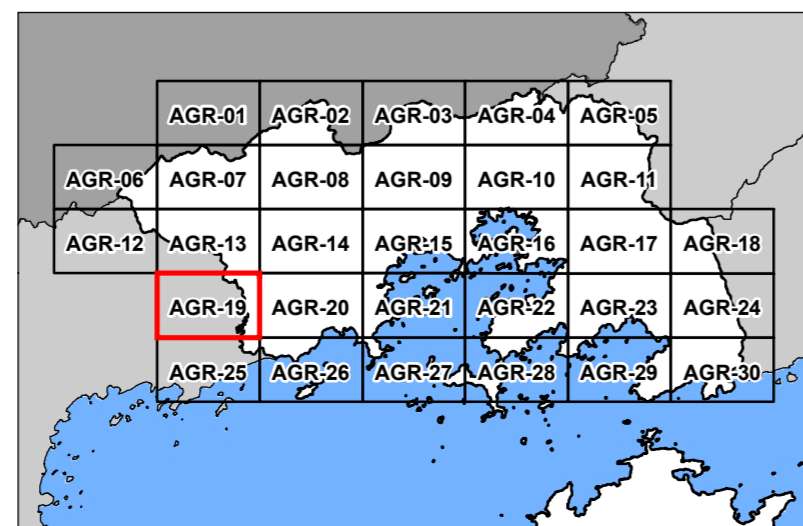 AGR-01 AGR-02 AGR-03 AGR-04 AGR-05
AGR-06 AGR-07 AGR-08 AGR-09 AGR-10 AGR-11
AGR-12 AGR-13 AGR-14 AGR-15 AGR-16 AGR-17 AGR-18
AGR-19 AGR-20 AGR-21 AGR-22 AGR-23 AGR-24
AGR-25 AGR-26 AGR-27 AGR-28 AGR-29 AGR-30